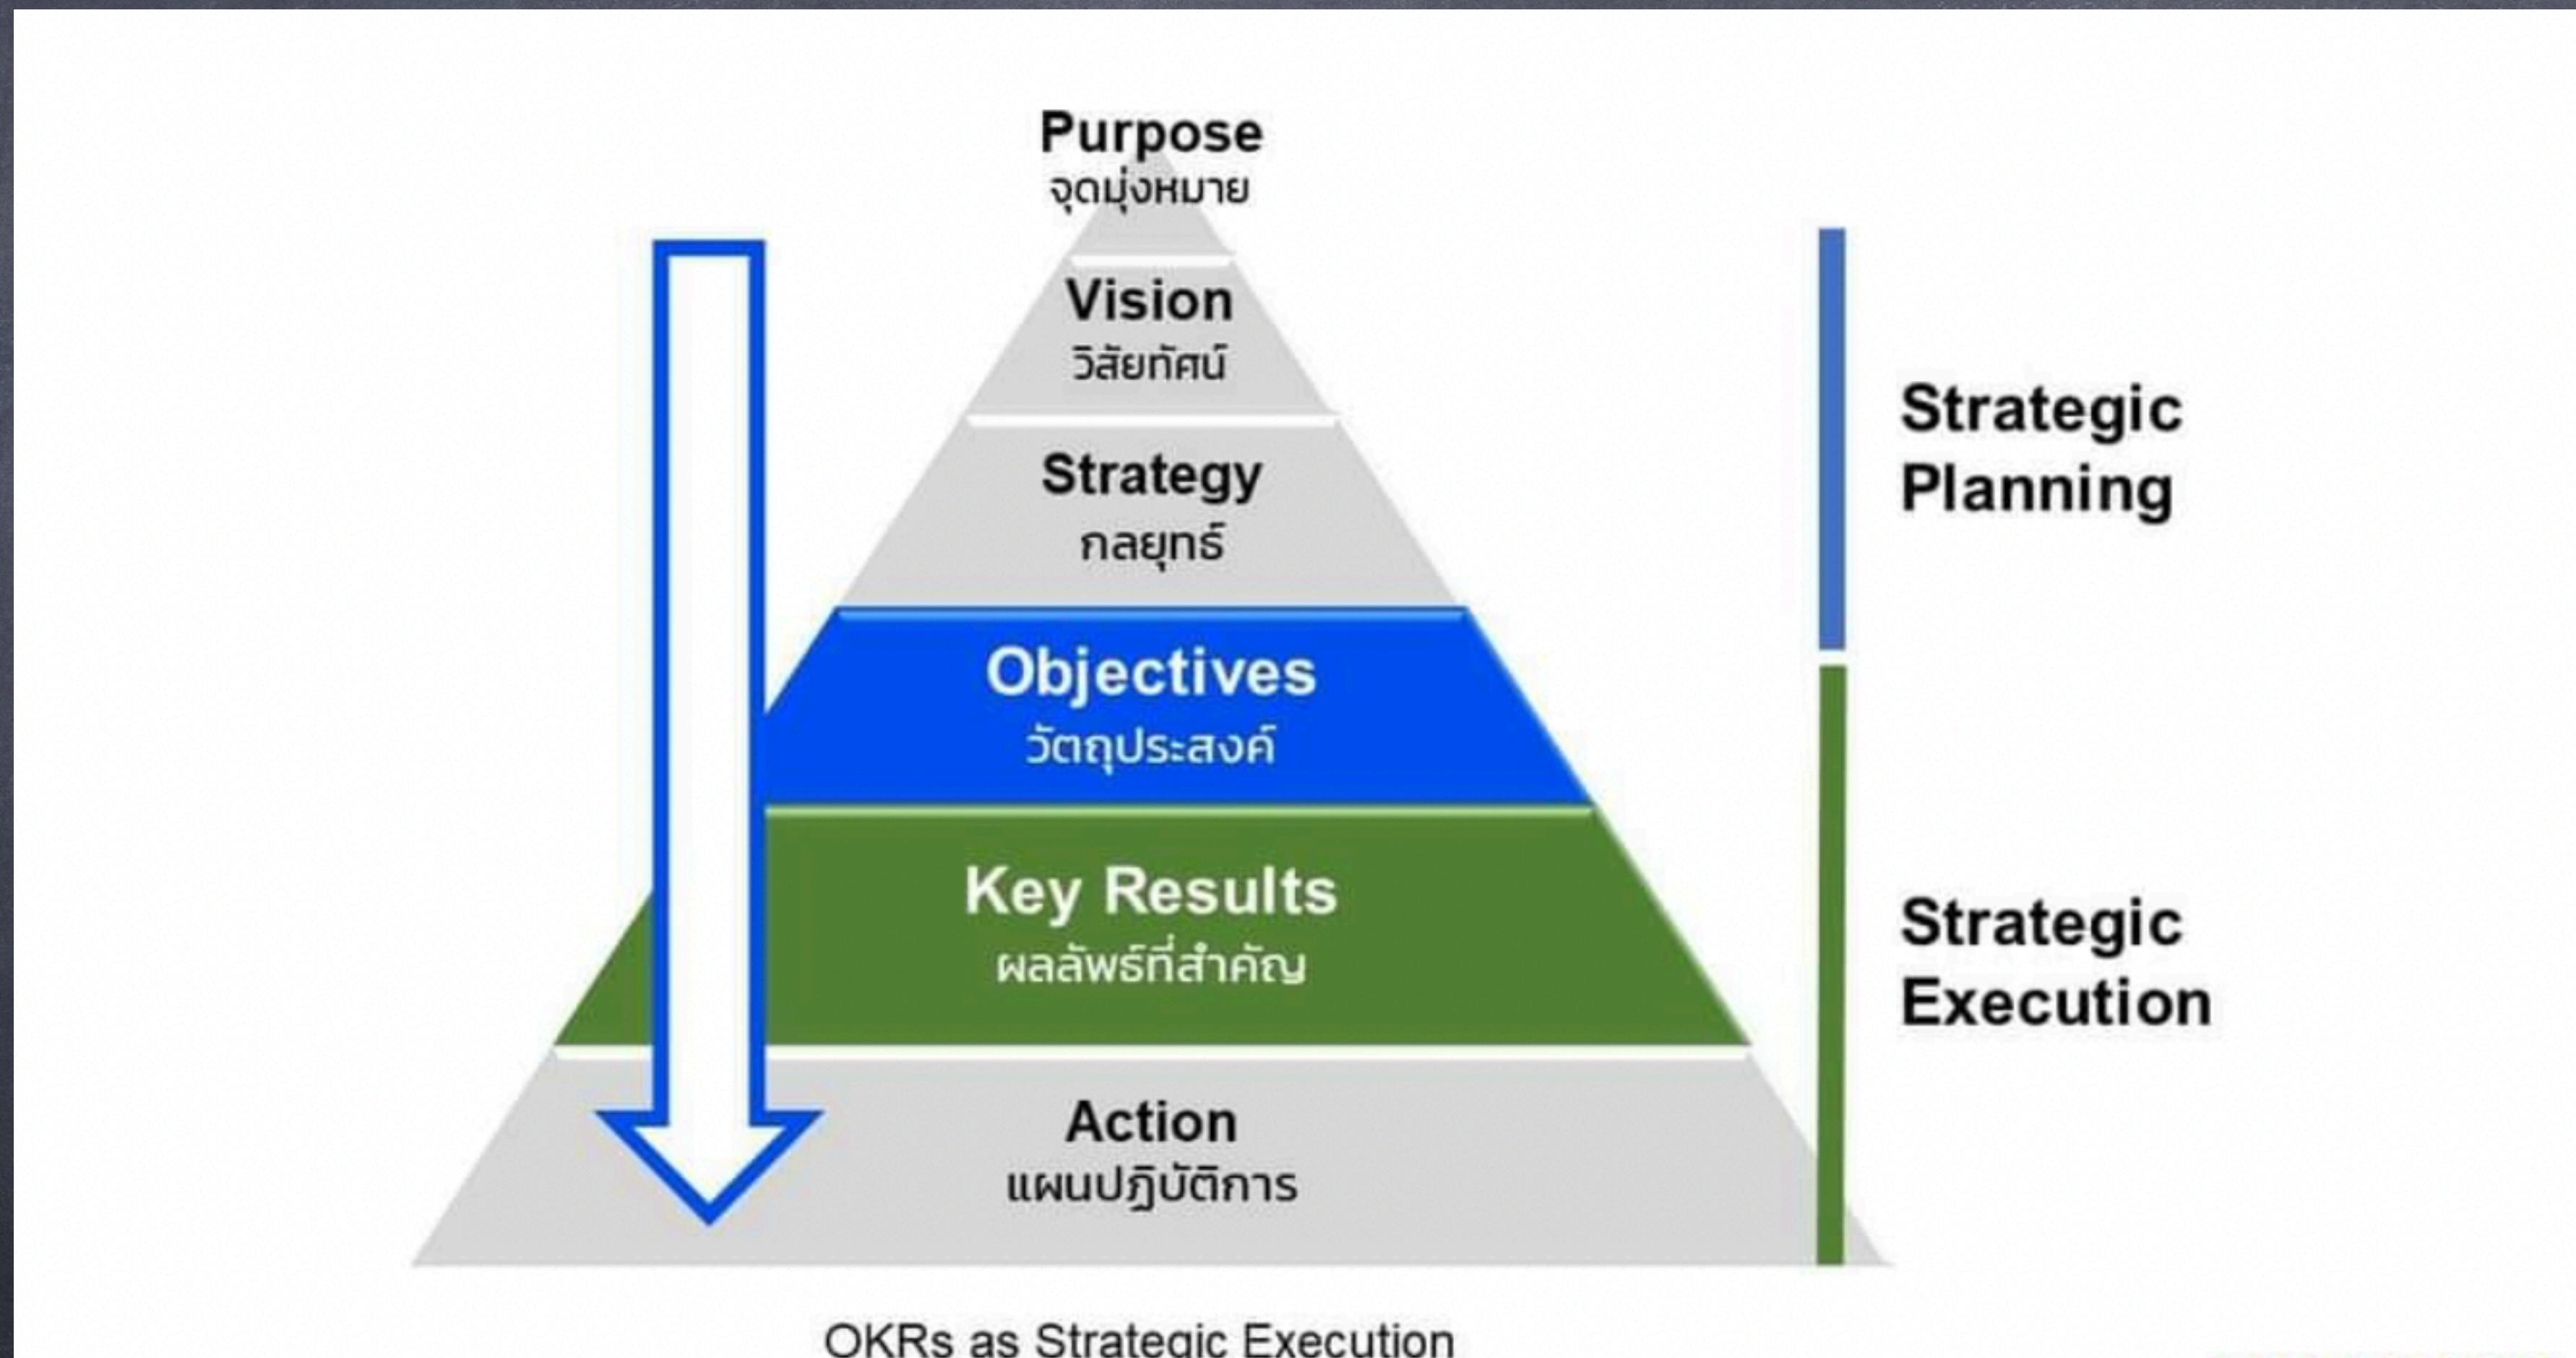 Purpose
จุดมุ่งหมาย
Vision
วิสัยทัศน์
Strategy
กลยุทธ์
Objectives
วัตถุประสงค์
Key Results
ผลลัพธ์ที่สำคัญ
Action
แผนปฏิบัติการ
Strategic
Planning
Strategic
Execution
OKRs as Strategic Execution